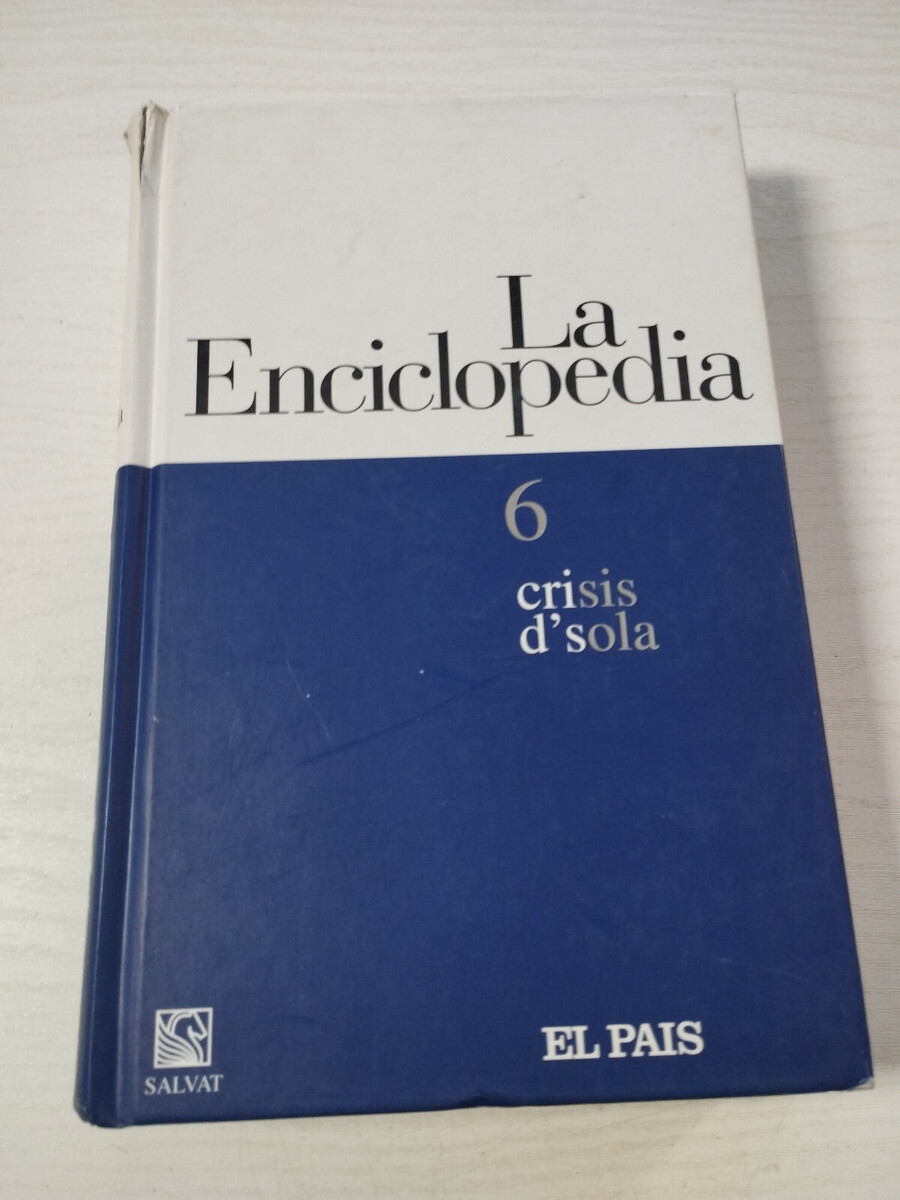 La
Enciclopedia
6
crisis
d'sola
SALVAT
EL PAIS